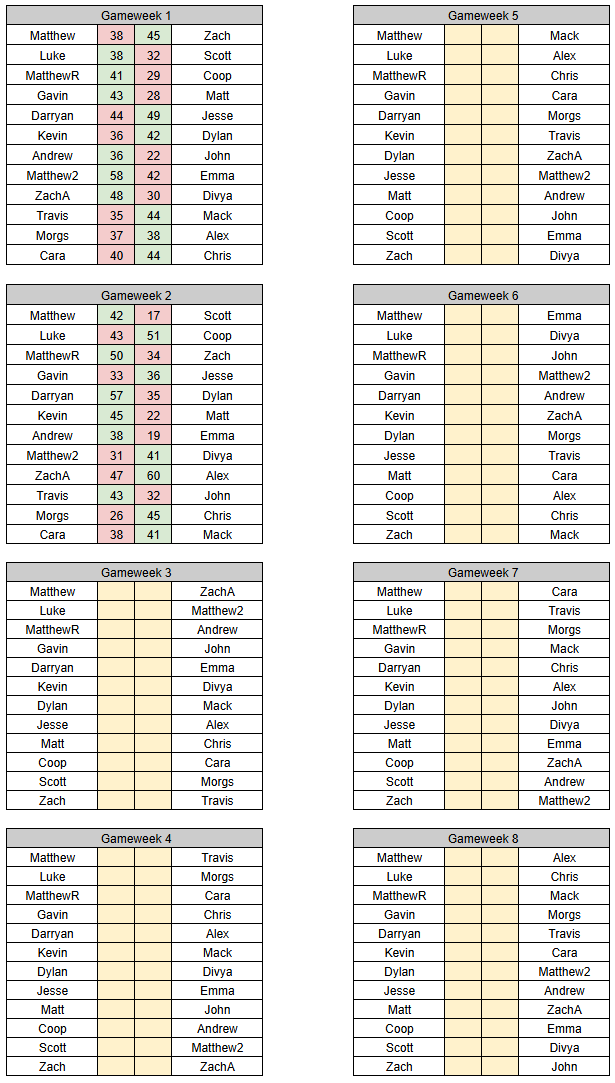 Gameweek 1
Matthew 38 45 Zach
Luke 38 32 Scott
MatthewR 41 29 Coop
Gavin 43 28 Matt
Darryan 44 49 Jesse
Kevin 36 42 Dylan
Andrew 36 22 John
Matthew2 58 42 Emma
ZachA 48 30 Divya
Travis 35 44 Mack
Morgs 37 38 Alex
Cara 40 44 Chris
Gameweek 2
Matthew 42 17 Scott
Luke 43 51 Coop
MatthewR 50 34 Zach
Gavin 33 36 Jesse
Darryan 57 35 Dylan
Kevin 45 22 Matt
Andrew 38 19 Emma
Matthew2 31 41 Divya
ZachA 47 60 Alex
Travis 43 32 John
Morgs 26 45 Chris
Cara 38 41 Mack
Gameweek 3
Matthew ZachA
Luke Matthew2
MatthewR Andrew
Gavin John
Darryan Emma
Kevin Divya
Dylan Mack
Jesse Alex
Matt Chris
Coop Cara
Scott Morgs
Zach Travis
Gameweek 4
Matthew Travis
Luke Morgs
MatthewR Cara
Gavin Chris
Darryan Alex
Kevin Mack
Dylan Divya
Jesse Emma
Matt John
Coop Andrew
Scott Matthew2
Zach ZachA
Gameweek 5
Matthew Mack
Luke Alex
MatthewR Chris
Gavin Cara
Darryan Morgs
Kevin Travis
Dylan ZachA
Jesse Matthew2
Matt Andrew
Coop John
Scott Emma
Zach Divya
Gameweek 6
Matthew Emma
Luke Divya
MatthewR John
Gavin Matthew2
Darryan Andrew
Kevin ZachA
Dylan Morgs
Jesse Travis
Matt Cara
Coop Alex
Scott Chris
Zach Mack
Gameweek 7
Matthew Cara
Luke Travis
MatthewR Morgs
Gavin Mack
Darryan Chris
Kevin Alex
Dylan John
Jesse Divya
Matt Emma
Coop ZachA
Scott Andrew
Zach Matthew2
Gameweek 8
Matthew Alex
Luke Chris
MatthewR Mack
Gavin Morgs
Darryan Travis
Kevin Cara
Dylan Matthew2
Jesse Andrew
Matt ZachA
Coop Emma
Scott Divya
Zach John